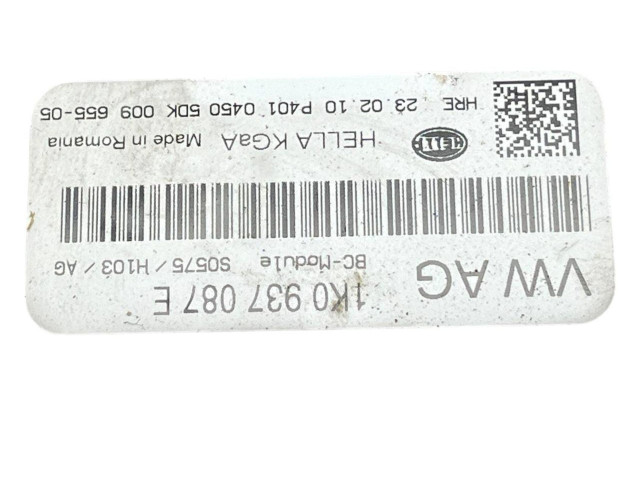 VW AG 1K0 937 087 E
BC-Module S0575 / H103 / AG
HELLA HELLA KGaA Made in Romania
HRE 23.02.10 P401 0450 5DK 009 655-05